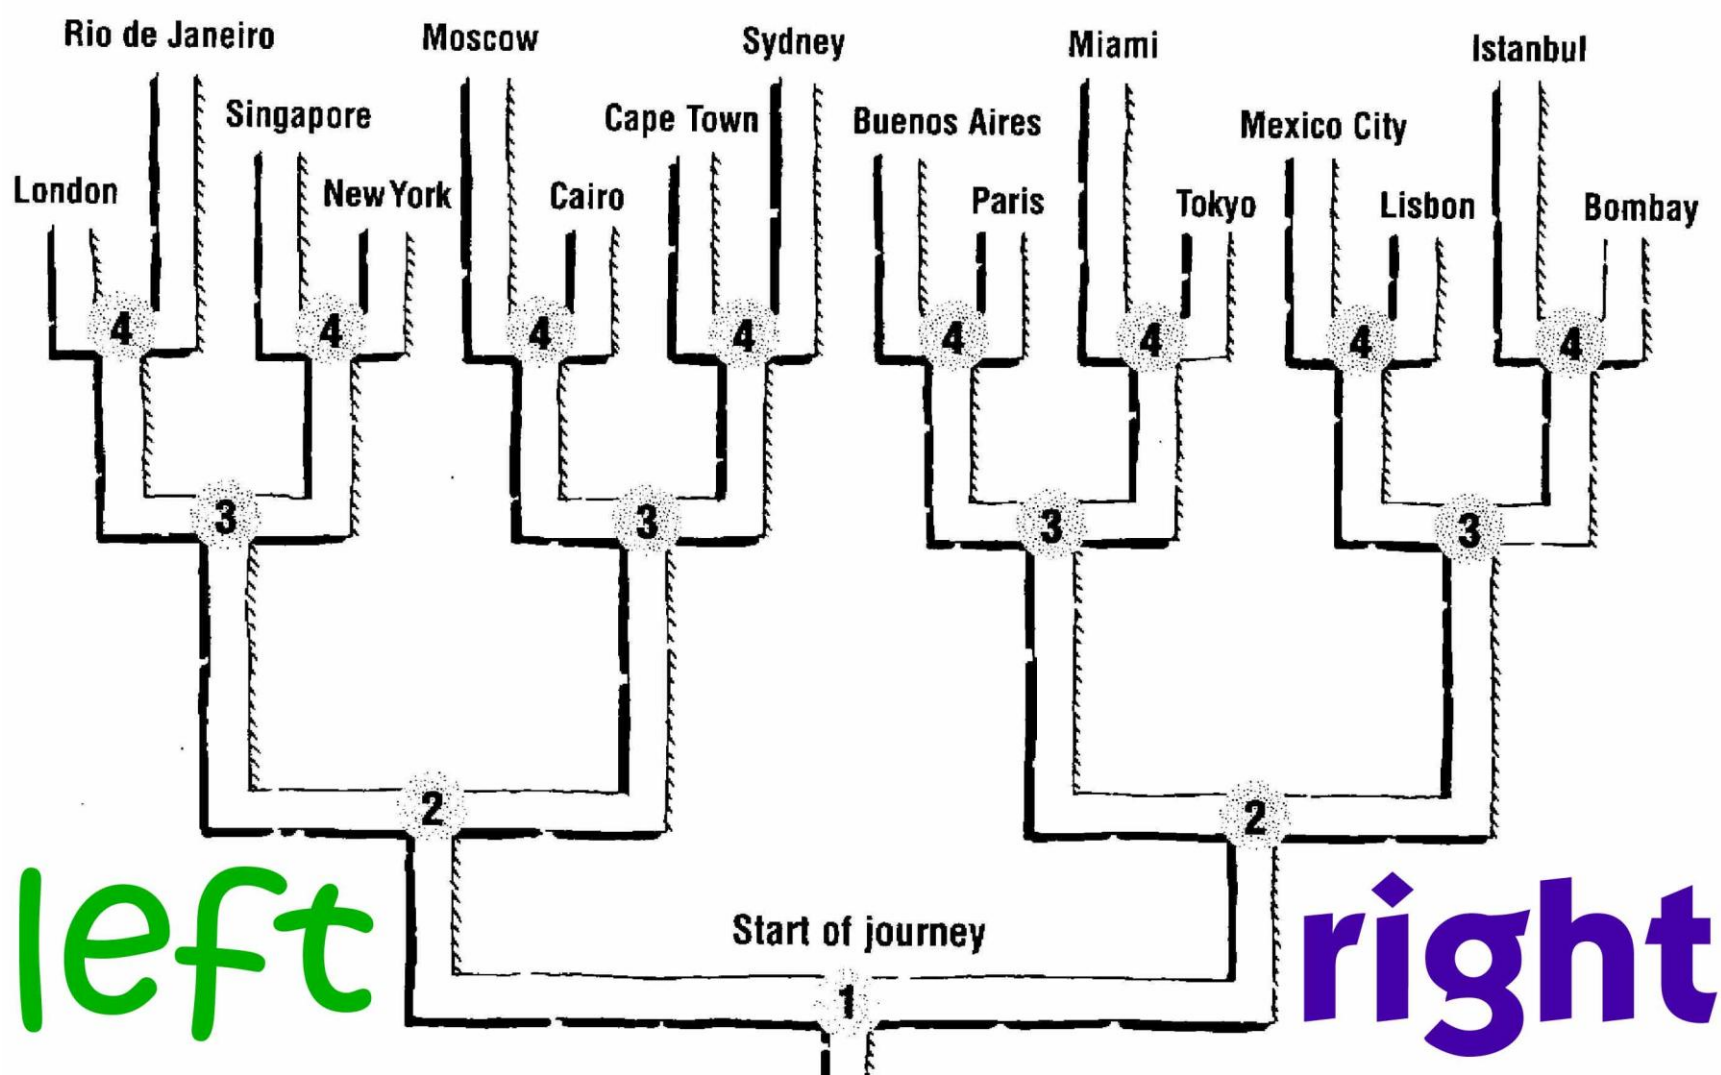 Rio de Janeiro
Moscow
Sydney
Miami
Istanbul
Singapore
Cape Town
Buenos Aires
Mexico City
London
New York
Cairo
Paris
Tokyo
Lisbon
Bombay
4 4 4 4 4 4 4 4
3 3 3 3
2 2
left
Start of journey
right
1